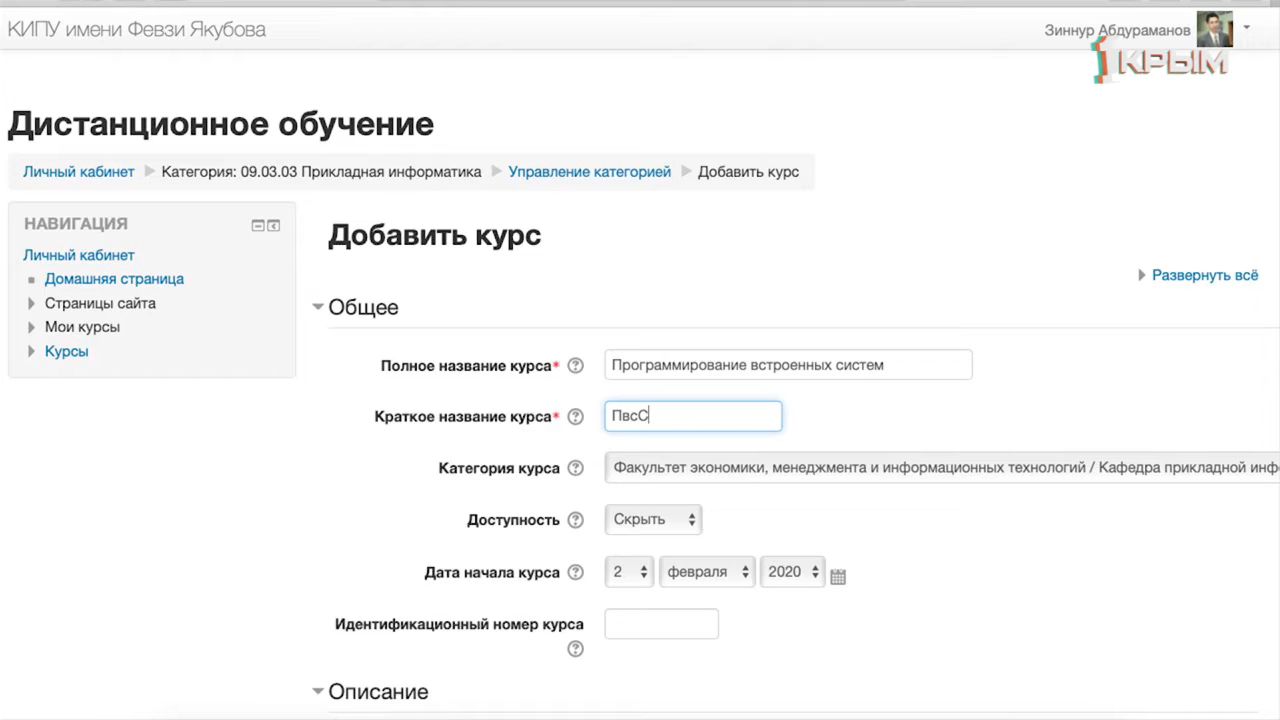 КИПУ имени Февзи Якубова
Зиннур Абдураманов
КРЫМ
Дистанционное обучение
Личный кабинет Категория: 09.03.03 Прикладная информатика Управление категорией Добавить курс
НАВИГАЦИЯ
Личный кабинет
Домашняя страница
Страницы сайта
Мои курсы
Курсы
Добавить курс
Развернуть всё
Общее
Полное название курса* Программирование встроенных систем
Краткое название курса* ПвсС
Категория курса Факультет экономики, менеджмента и информационных технологий / Кафедра прикладной инф
Доступность Скрыть
Дата начала курса 2 февраля 2020
Идентификационный номер курса
Описание